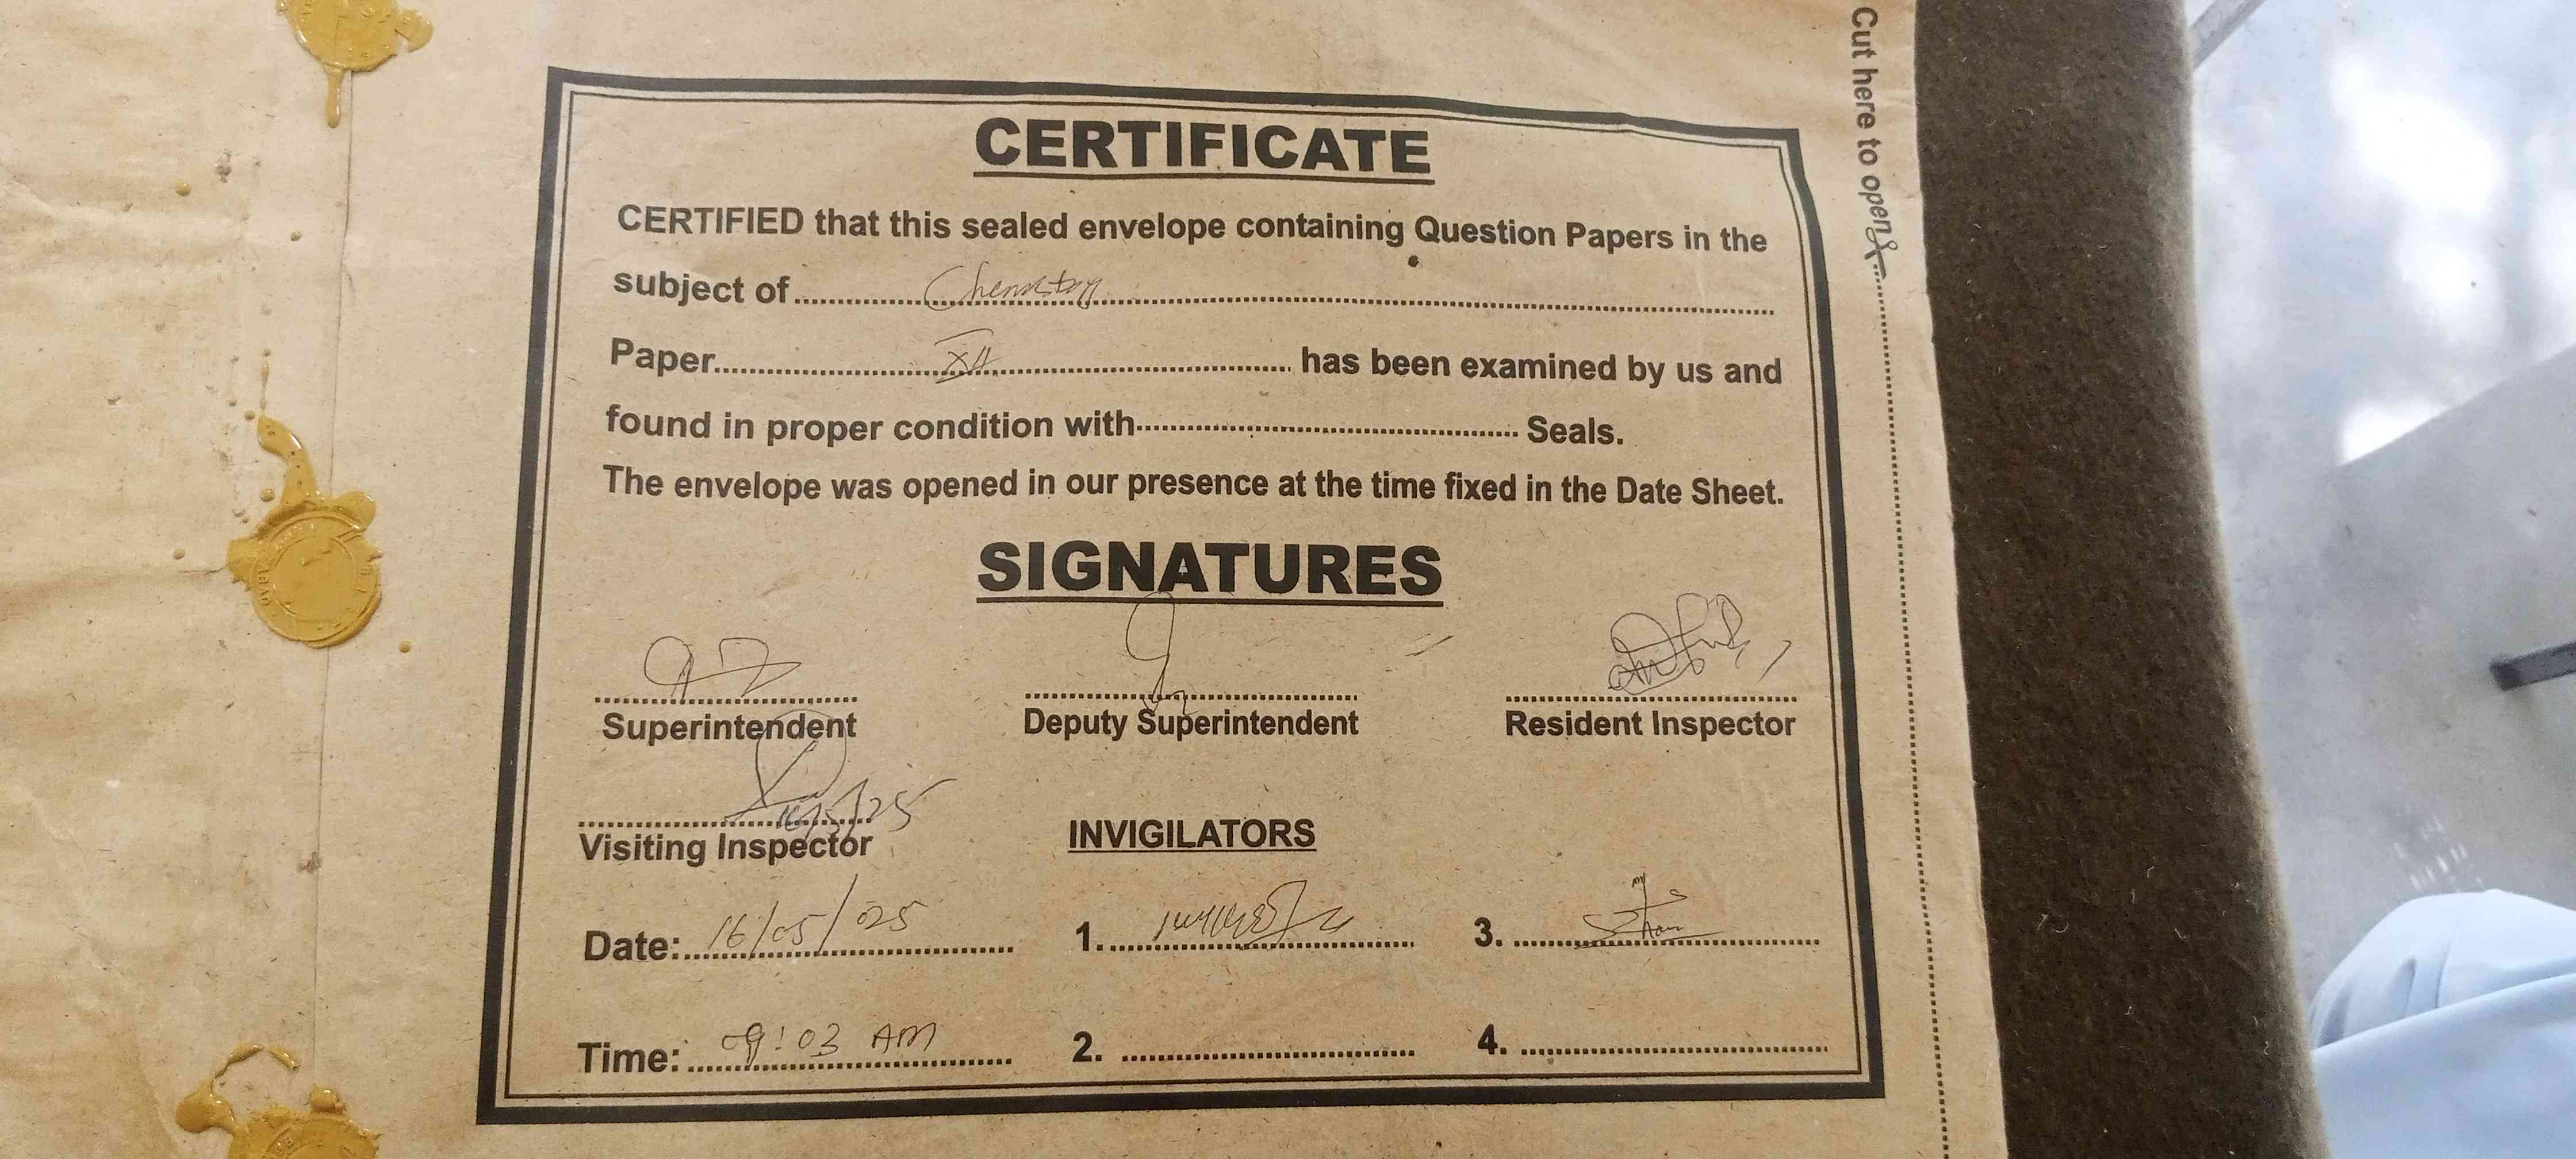 CERTIFICATE
CERTIFIED that this sealed envelope containing Question Papers in the
subject of Chemistry
Paper has been examined by us and
found in proper condition with Seals.
The envelope was opened in our presence at the time fixed in the Date Sheet.
SIGNATURES
Superintendent Deputy Superintendent Resident Inspector
16/5/25
Visiting Inspector INVIGILATORS
Date: 16/05/025 1. 3.
Time: 09:03 AM 2. 4.
Cut here to open